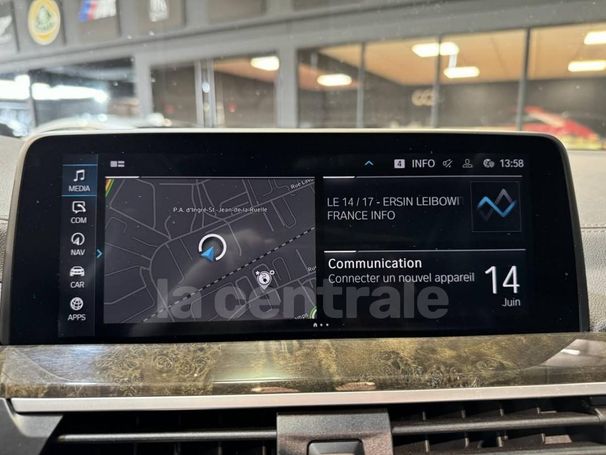 4 INFO 13:58
MEDIA
COM
NAV
CAR
APPS
P.A. d'Ingré-St-Jean-de-la-Ruelle
Rue
LE 14 / 17 - ERSIN LEIBOWI
FRANCE INFO
Communication
Connecter un nouvel appareil
14
Juin
la centrale
LOTUS